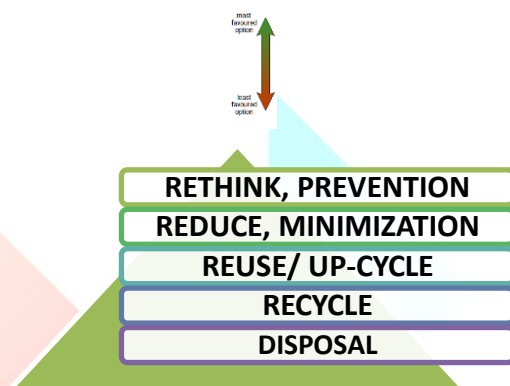 most
favoured
option
least
favoured
option
RETHINK, PREVENTION
REDUCE, MINIMIZATION
REUSE/ UP-CYCLE
RECYCLE
DISPOSAL